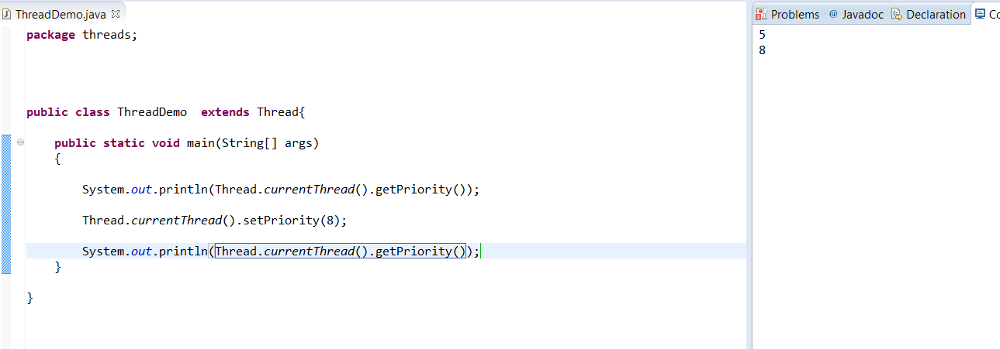 ThreadDemo.java
package threads;
public class ThreadDemo  extends Thread{
public static void main(String[] args)
{
System.out.println(Thread.currentThread().getPriority());
Thread.currentThread().setPriority(8);
System.out.println(Thread.currentThread().getPriority());
}
}
Problems @ Javadoc Declaration
5
8